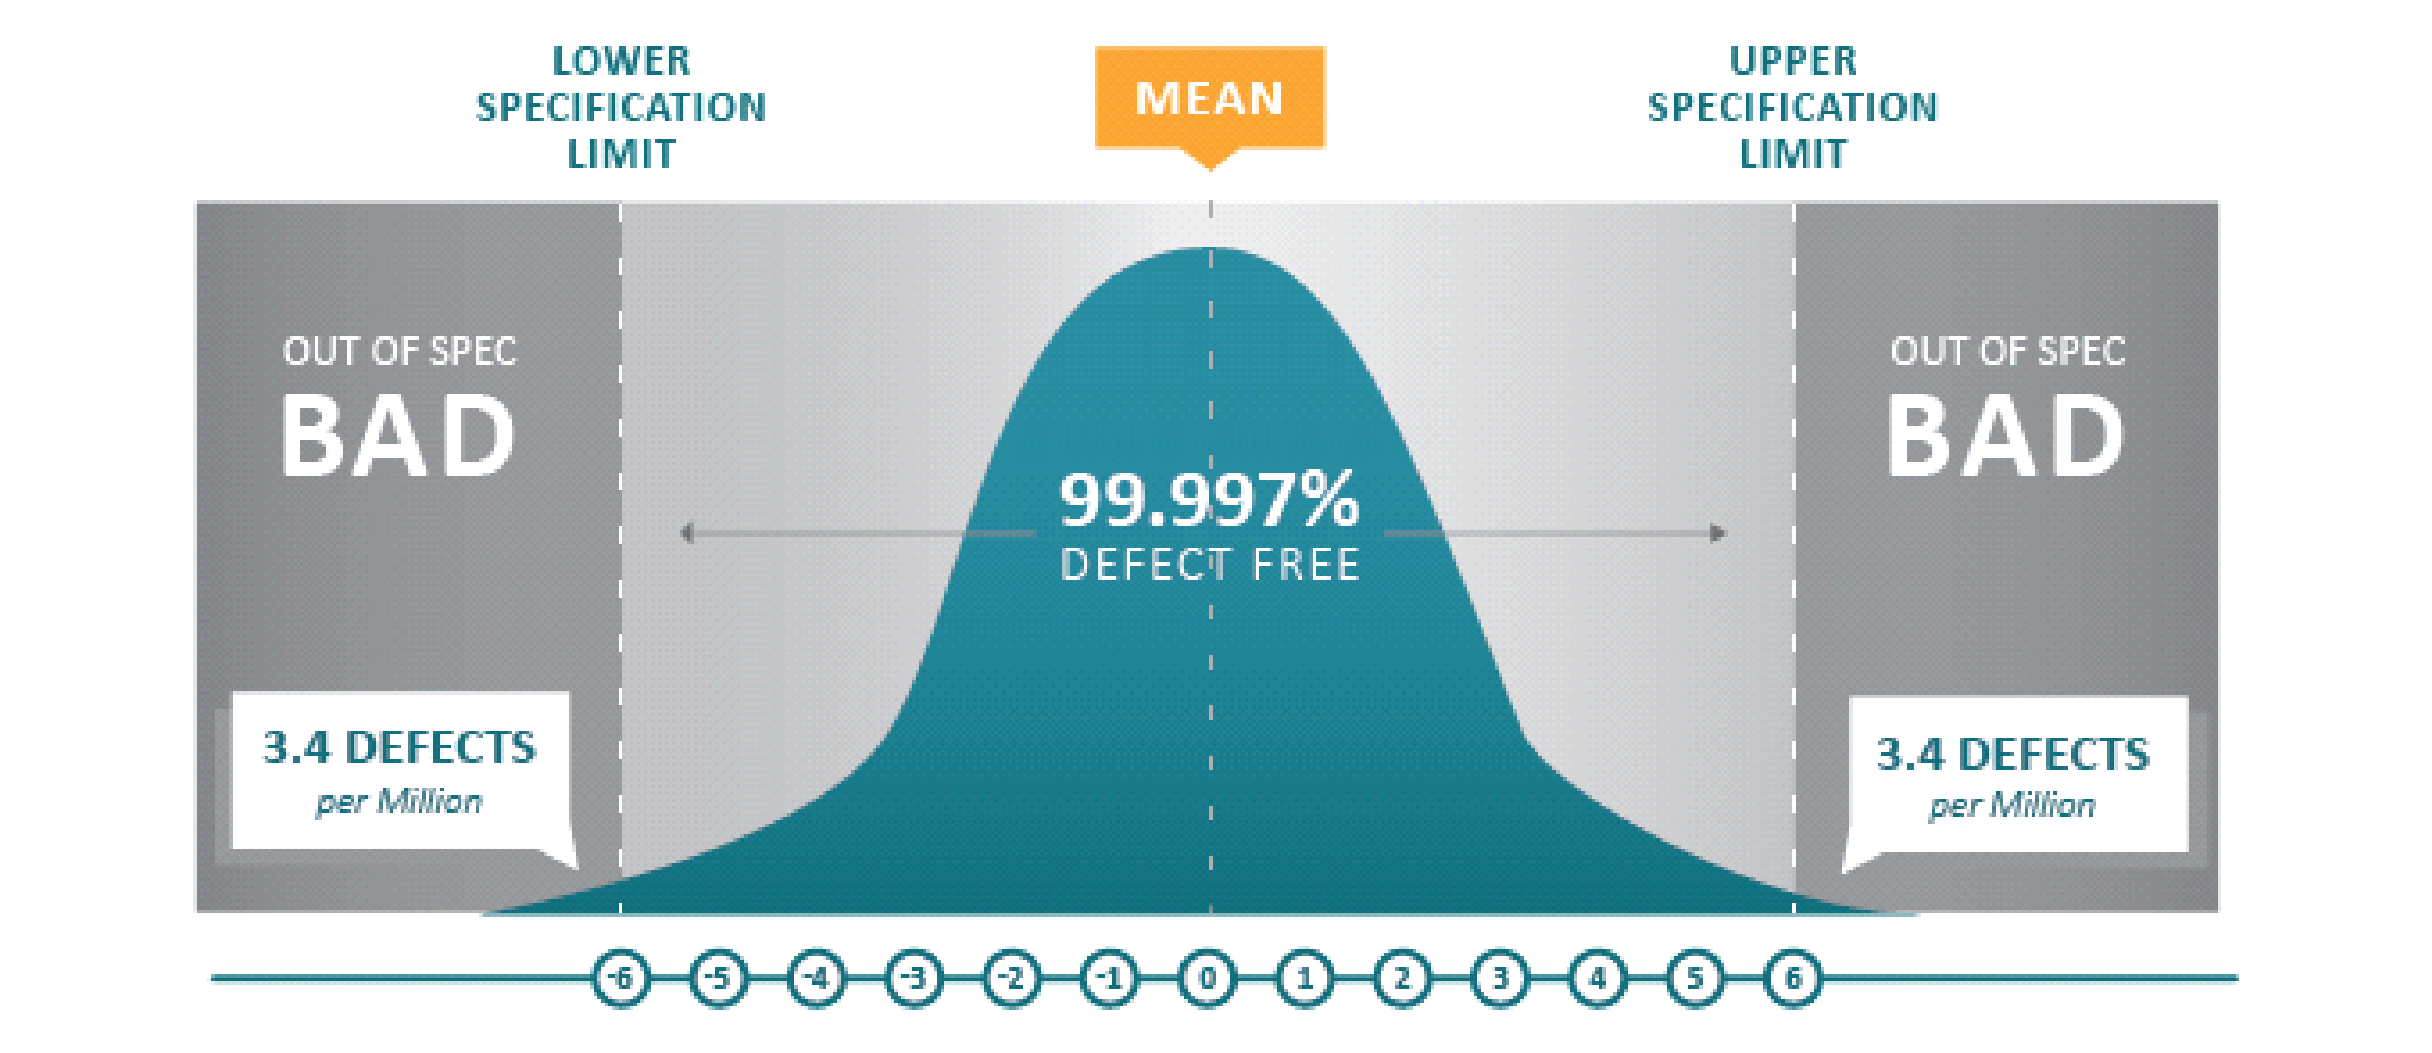 LOWER
SPECIFICATION
LIMIT
MEAN
UPPER
SPECIFICATION
LIMIT
OUT OF SPEC
BAD
OUT OF SPEC
BAD
99.997%
DEFECT FREE
3.4 DEFECTS
per Million
3.4 DEFECTS
per Million
-6 -5 -4 -3 -2 -1 0 1 2 3 4 5 6